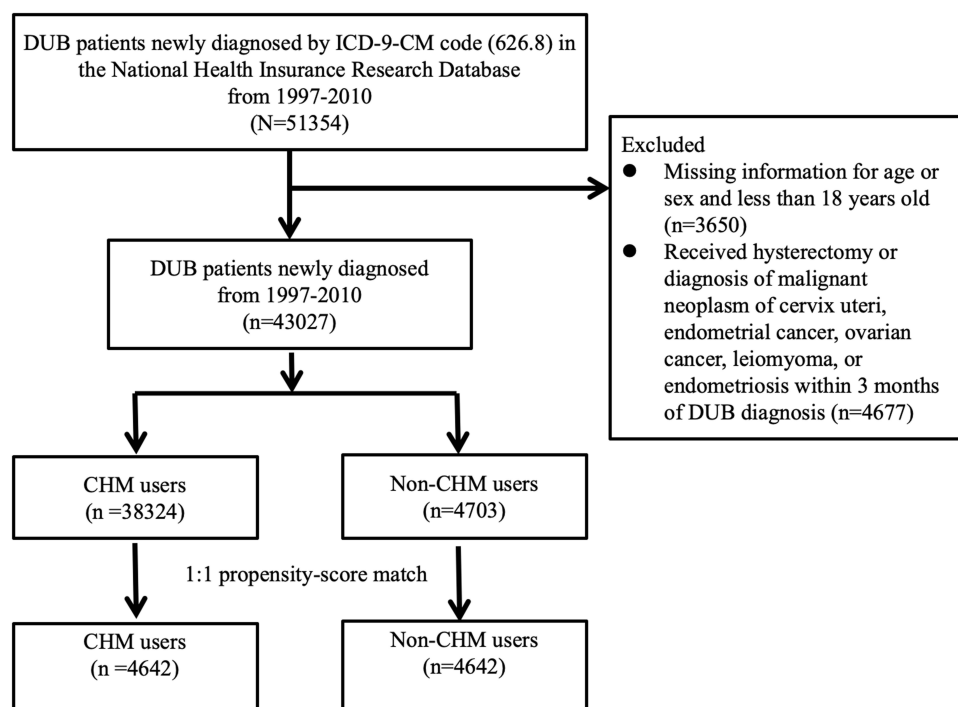 DUB patients newly diagnosed by ICD-9-CM code (626.8) in
the National Health Insurance Research Database
from 1997-2010
(N=51354)
Excluded
● Missing information for age or
sex and less than 18 years old
(n=3650)
● Received hysterectomy or
diagnosis of malignant
neoplasm of cervix uteri,
endometrial cancer, ovarian
cancer, leiomyoma, or
endometriosis within 3 months
of DUB diagnosis (n=4677)
DUB patients newly diagnosed
from 1997-2010
(n=43027)
CHM users
(n =38324)
Non-CHM users
(n=4703)
1:1 propensity-score match
CHM users
(n =4642)
Non-CHM users
(n=4642)